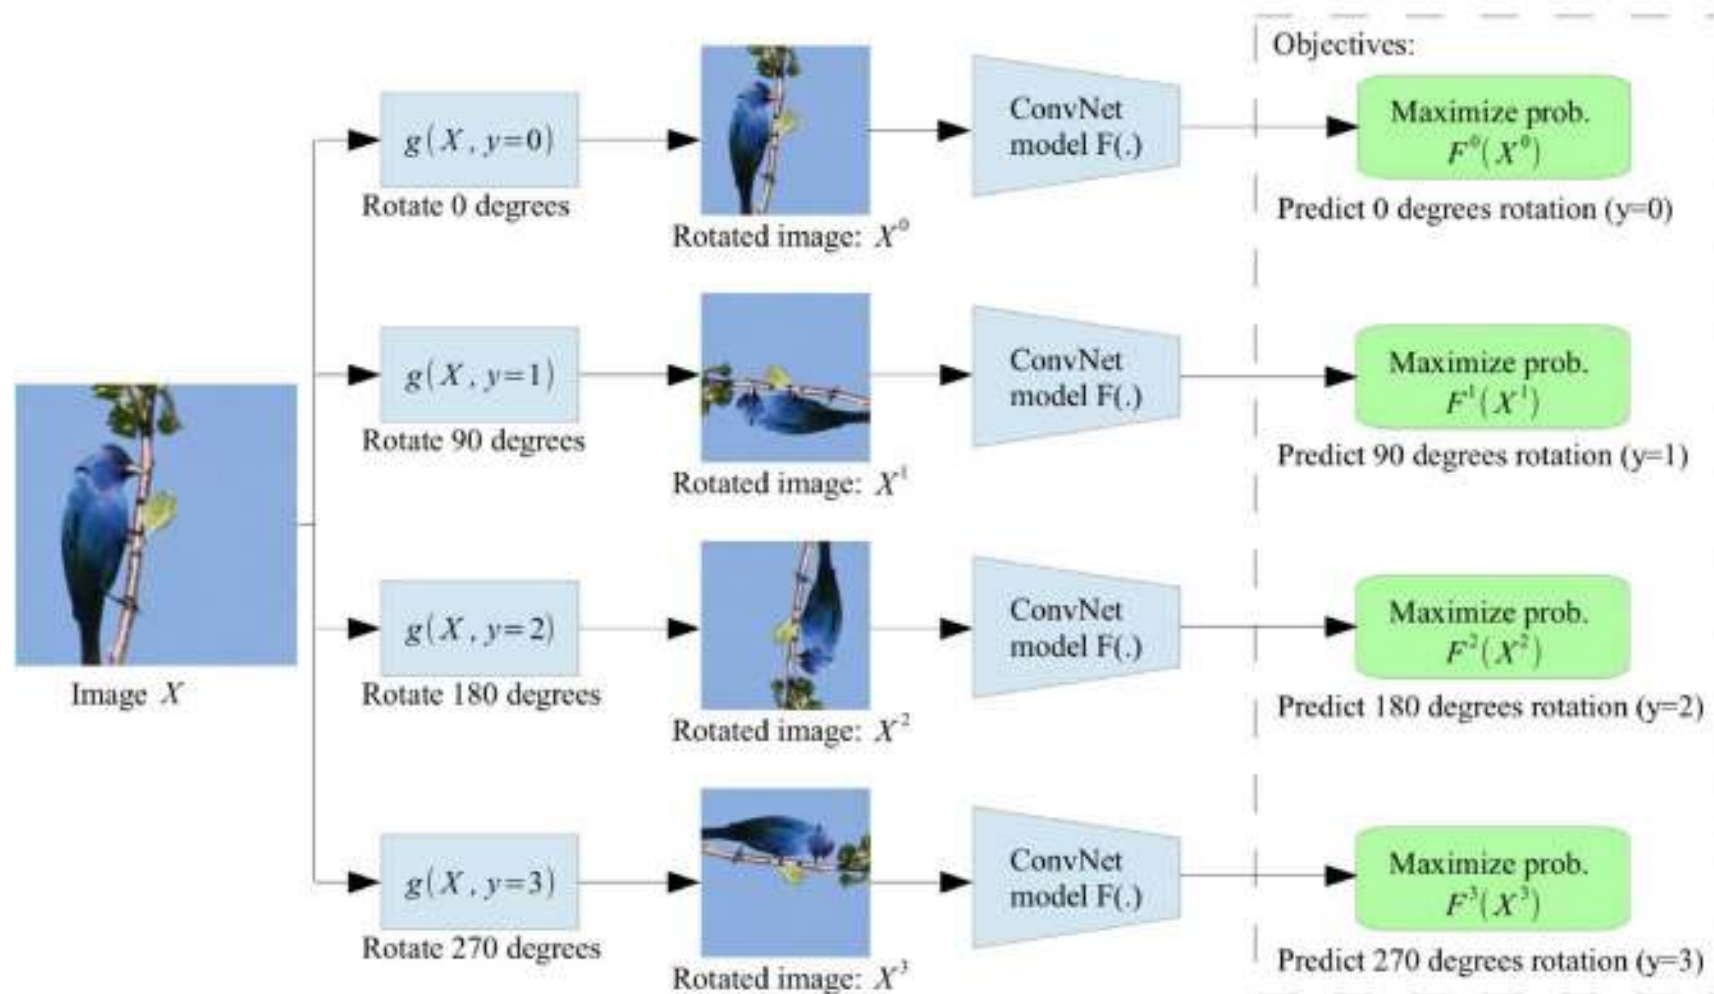 Objectives:
g(X, y=0)
Rotate 0 degrees
Rotated image: X⁰
ConvNet
model F(.)
Maximize prob.
F⁰(X⁰)
Predict 0 degrees rotation (y=0)
g(X, y=1)
Rotate 90 degrees
Rotated image: X¹
ConvNet
model F(.)
Maximize prob.
F¹(X¹)
Predict 90 degrees rotation (y=1)
Image X
g(X, y=2)
Rotate 180 degrees
Rotated image: X²
ConvNet
model F(.)
Maximize prob.
F²(X²)
Predict 180 degrees rotation (y=2)
g(X, y=3)
Rotate 270 degrees
Rotated image: X³
ConvNet
model F(.)
Maximize prob.
F³(X³)
Predict 270 degrees rotation (y=3)